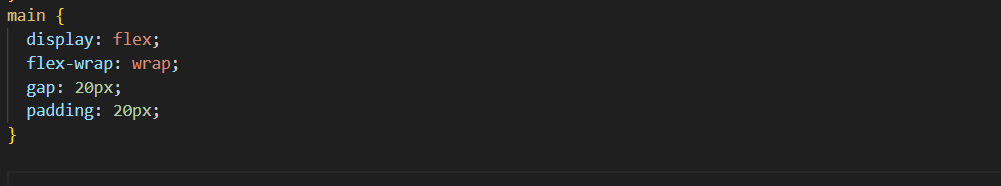 main {
  display: flex;
  flex-wrap: wrap;
  gap: 20px;
  padding: 20px;
}